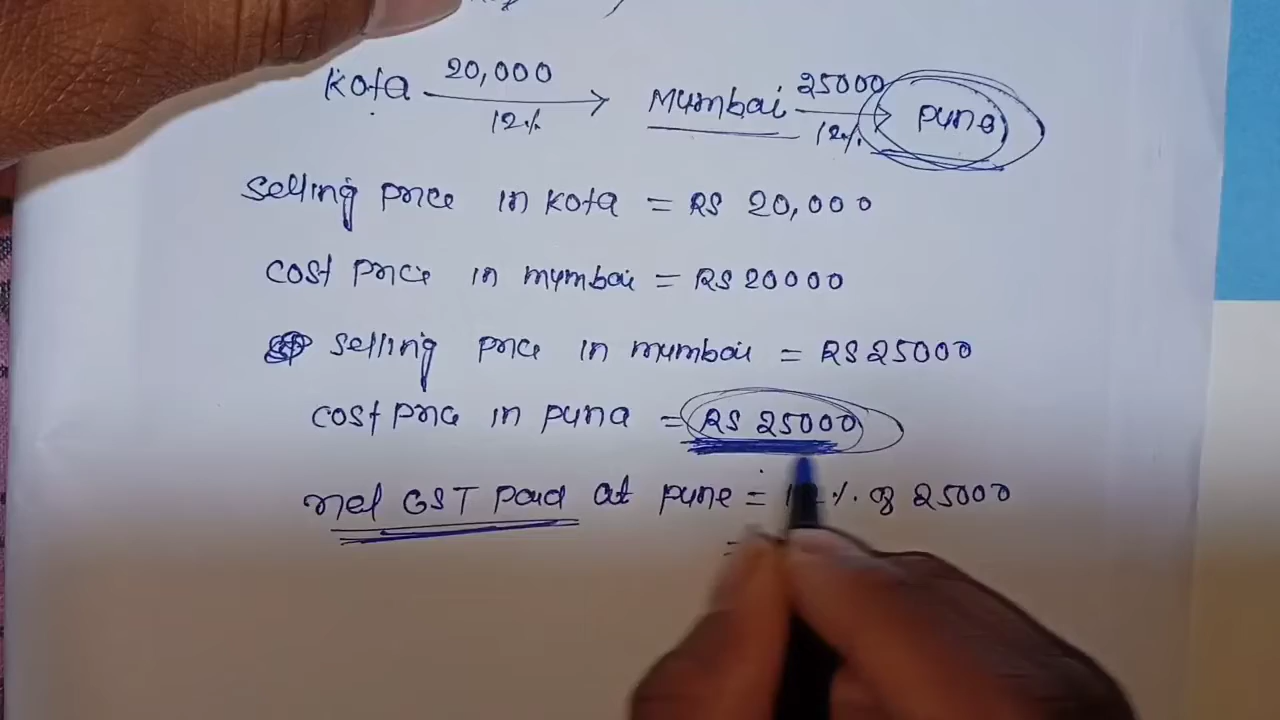 Kota 20,000 12% Mumbai 25000 12% Puna
Selling price in Kota = RS 20,000
cost price in mumbai = RS 20000
selling price in mumbai = RS 25000
cost price in puna = RS 25000
net GST Paid at pune = 12%. of 25000
=